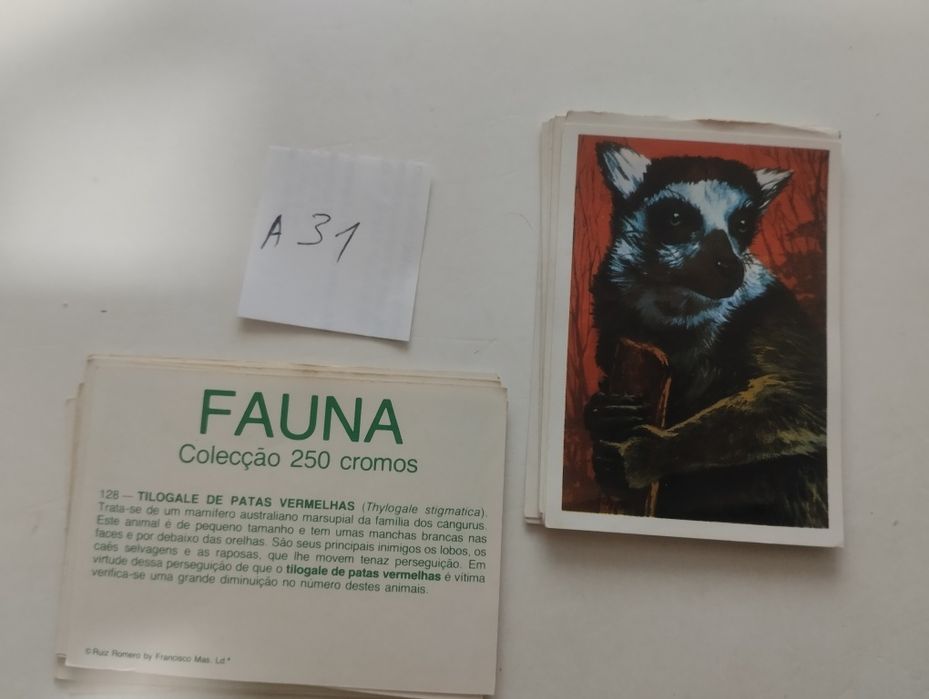 A 31
FAUNA
Colecção 250 cromos
128 — TILOGALE DE PATAS VERMELHAS (Thylogale stigmatica).
Trata-se de um mamífero australiano marsupial da família dos cangurus.
Este animal é de pequeno tamanho e tem umas manchas brancas nas
faces e por debaixo das orelhas. São seus principais inimigos os lobos, os
cães selvagens e as raposas, que lhe movem tenaz perseguição. Em
virtude dessa perseguição de que o tilogale de patas vermelhas é vítima
verifica-se uma grande diminuição no número destes animais.
© Ruiz Romero by Francisco Mas. Ld.ª